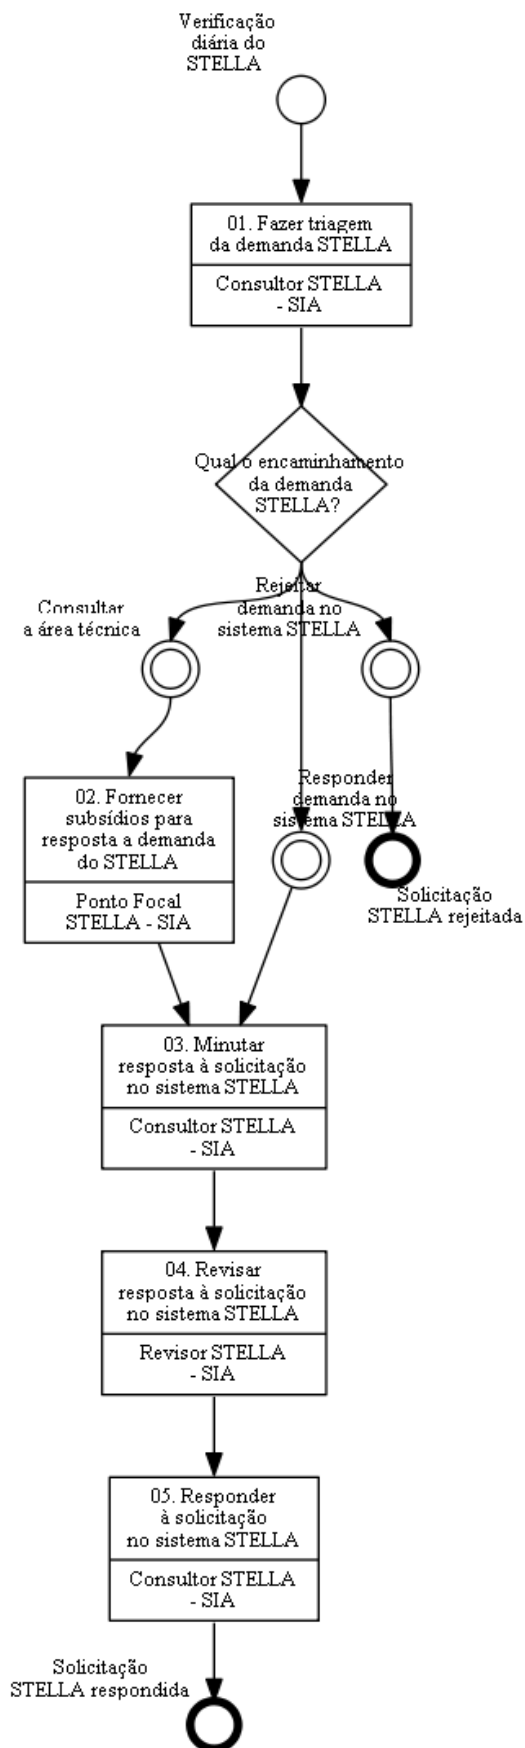 Verificação
diária do
STELLA
01. Fazer triagem
da demanda STELLA
Consultor STELLA
- SIA
Qual o encaminhamento
da demanda
STELLA?
Consultar
a área técnica
Rejeitar
demanda no
sistema STELLA
02. Fornecer
subsídios para
resposta a demanda
do STELLA
Ponto Focal
STELLA - SIA
Responder
demanda no
sistema STELLA
Solicitação
STELLA rejeitada
03. Minutar
resposta à solicitação
no sistema STELLA
Consultor STELLA
- SIA
04. Revisar
resposta à solicitação
no sistema STELLA
Revisor STELLA
- SIA
05. Responder
à solicitação
no sistema STELLA
Consultor STELLA
- SIA
Solicitação
STELLA respondida